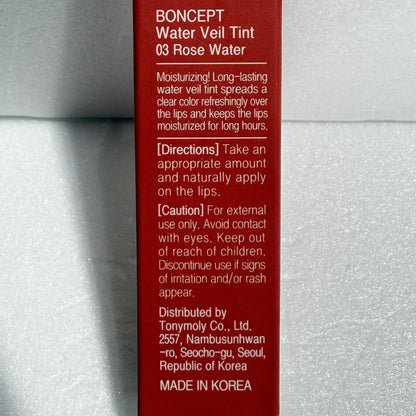 BONCEPT
Water Veil Tint
03 Rose Water
Moisturizing! Long-lasting
water veil tint spreads a
clear color refreshingly over
the lips and keeps the lips
moisturized for long hours.
[Directions] Take an
appropriate amount
and naturally apply
on the lips.
[Caution] For external
use only. Avoid contact
with eyes. Keep out
of reach of children.
Discontinue use if signs
of irritation and/or rash
appear.
Distributed by
Tonymoly Co., Ltd.
2557, Nambusunhwan
-ro, Seocho-gu, Seoul,
Republic of Korea
MADE IN KOREA